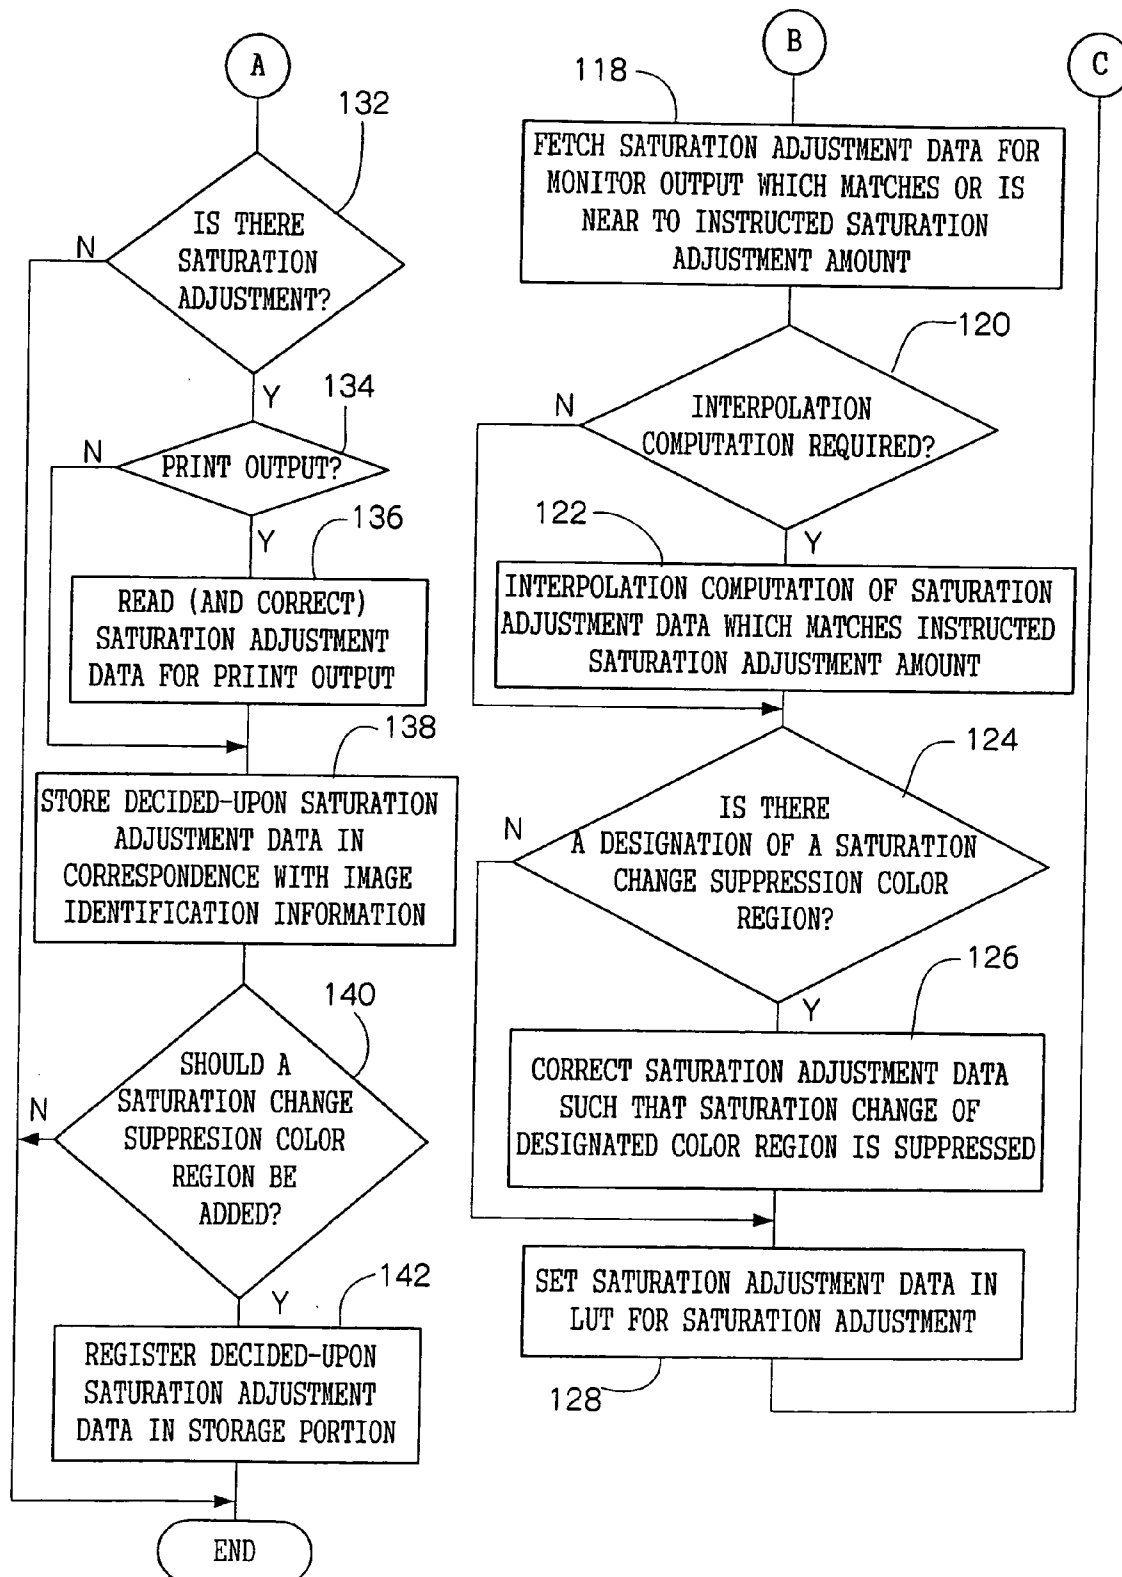 A
132
IS THERE
SATURATION
ADJUSTMENT?
N
Y
134
PRINT OUTPUT?
N
Y
136
READ (AND CORRECT)
SATURATION ADJUSTMENT
DATA FOR PRIINT OUTPUT
138
STORE DECIDED-UPON SATURATION
ADJUSTMENT DATA IN
CORRESPONDENCE WITH IMAGE
IDENTIFICATION INFORMATION
140
SHOULD A
SATURATION CHANGE
SUPPRESION COLOR
REGION BE
ADDED?
N
Y
142
REGISTER DECIDED-UPON
SATURATION ADJUSTMENT
DATA IN STORAGE PORTION
END
B
118
FETCH SATURATION ADJUSTMENT DATA FOR
MONITOR OUTPUT WHICH MATCHES OR IS
NEAR TO INSTRUCTED SATURATION
ADJUSTMENT AMOUNT
120
INTERPOLATION
COMPUTATION REQUIRED?
N
Y
122
INTERPOLATION COMPUTATION OF SATURATION
ADJUSTMENT DATA WHICH MATCHES INSTRUCTED
SATURATION ADJUSTMENT AMOUNT
124
IS THERE
A DESIGNATION OF A SATURATION
CHANGE SUPPRESSION COLOR
REGION?
N
Y
126
CORRECT SATURATION ADJUSTMENT DATA
SUCH THAT SATURATION CHANGE OF
DESIGNATED COLOR REGION IS SUPPRESSED
SET SATURATION ADJUSTMENT DATA IN
LUT FOR SATURATION ADJUSTMENT
128
C